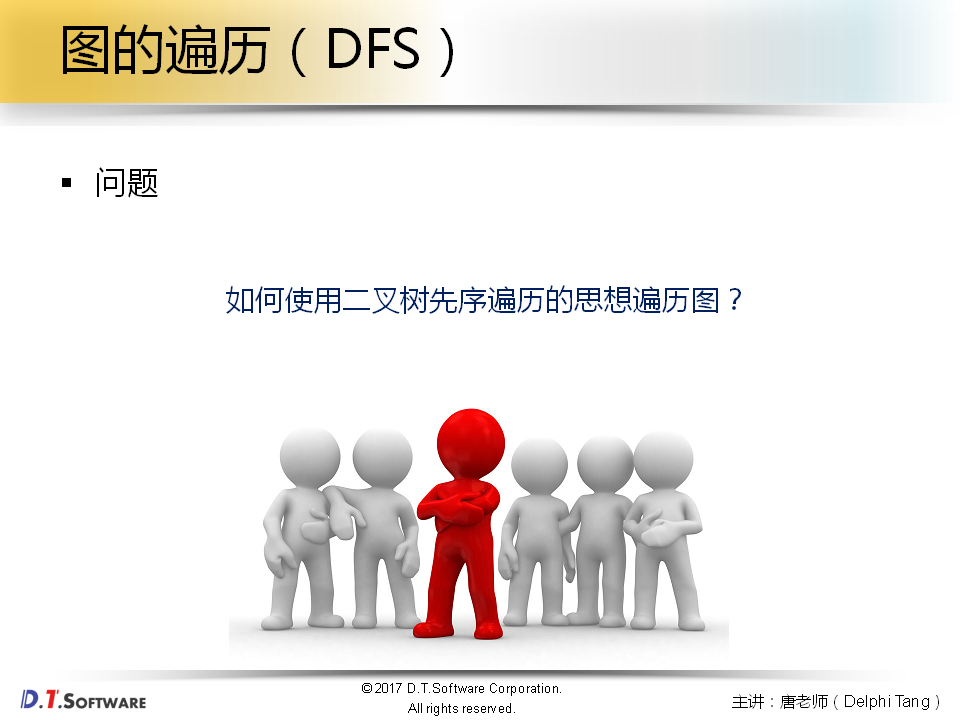 图的遍历（DFS）
▪ 问题
如何使用二叉树先序遍历的思想遍历图？
D.T.SOFTWARE
©2017 D.T.Software Corporation.
All rights reserved.
主讲：唐老师（Delphi Tang）